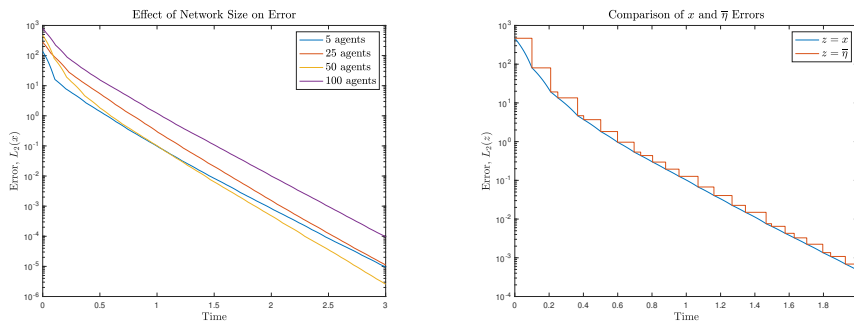 Effect of Network Size on Error
10^3
10^2
10^1
10^0
10^-1
10^-2
10^-3
10^-4
10^-5
10^-6
Error, L_2(x)
0
0.5
1
1.5
2
2.5
3
Time
5 agents
25 agents
50 agents
100 agents
Comparison of x and η̅ Errors
10^3
10^2
10^1
10^0
10^-1
10^-2
10^-3
10^-4
Error, L_2(z)
0
0.2
0.4
0.6
0.8
1
1.2
1.4
1.6
1.8
Time
z = x
z = η̅